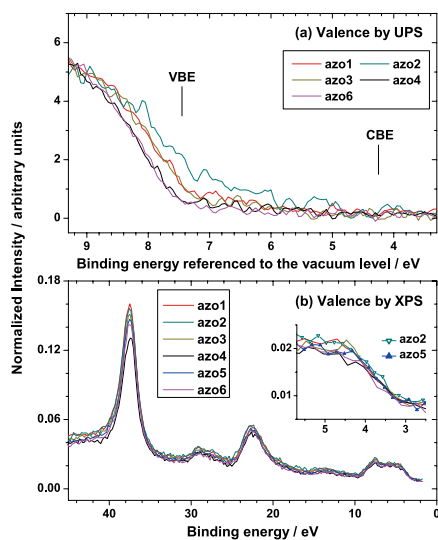 (a) Valence by UPS
azo1 azo2
azo3 azo4
azo6
VBE
CBE
6
5
4
3
2
1
0
9 8 7 6 5 4
Binding energy referenced to the vacuum level / eV
Normalized Intensity / arbitrary units
(b) Valence by XPS
azo1
azo2
azo3
azo4
azo5
azo6
azo2
azo5
0.02
0.01
5 4 3
0.18
0.12
0.06
0.00
40 30 20 10 0
Binding energy / eV